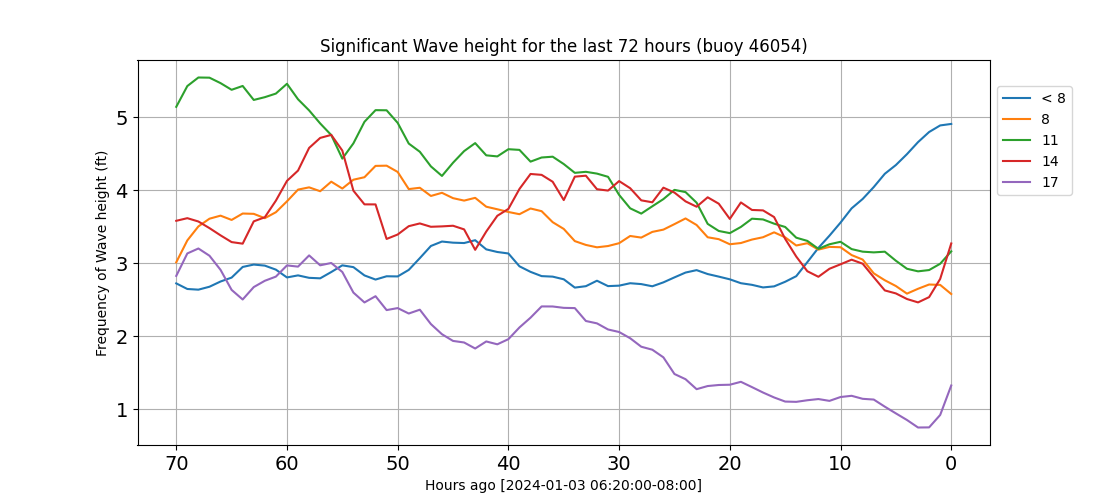 Significant Wave height for the last 72 hours (buoy 46054)
Frequency of Wave height (ft)
5
4
3
2
1
70 60 50 40 30 20 10 0
Hours ago [2024-01-03 06:20:00-08:00]
< 8
8
11
14
17